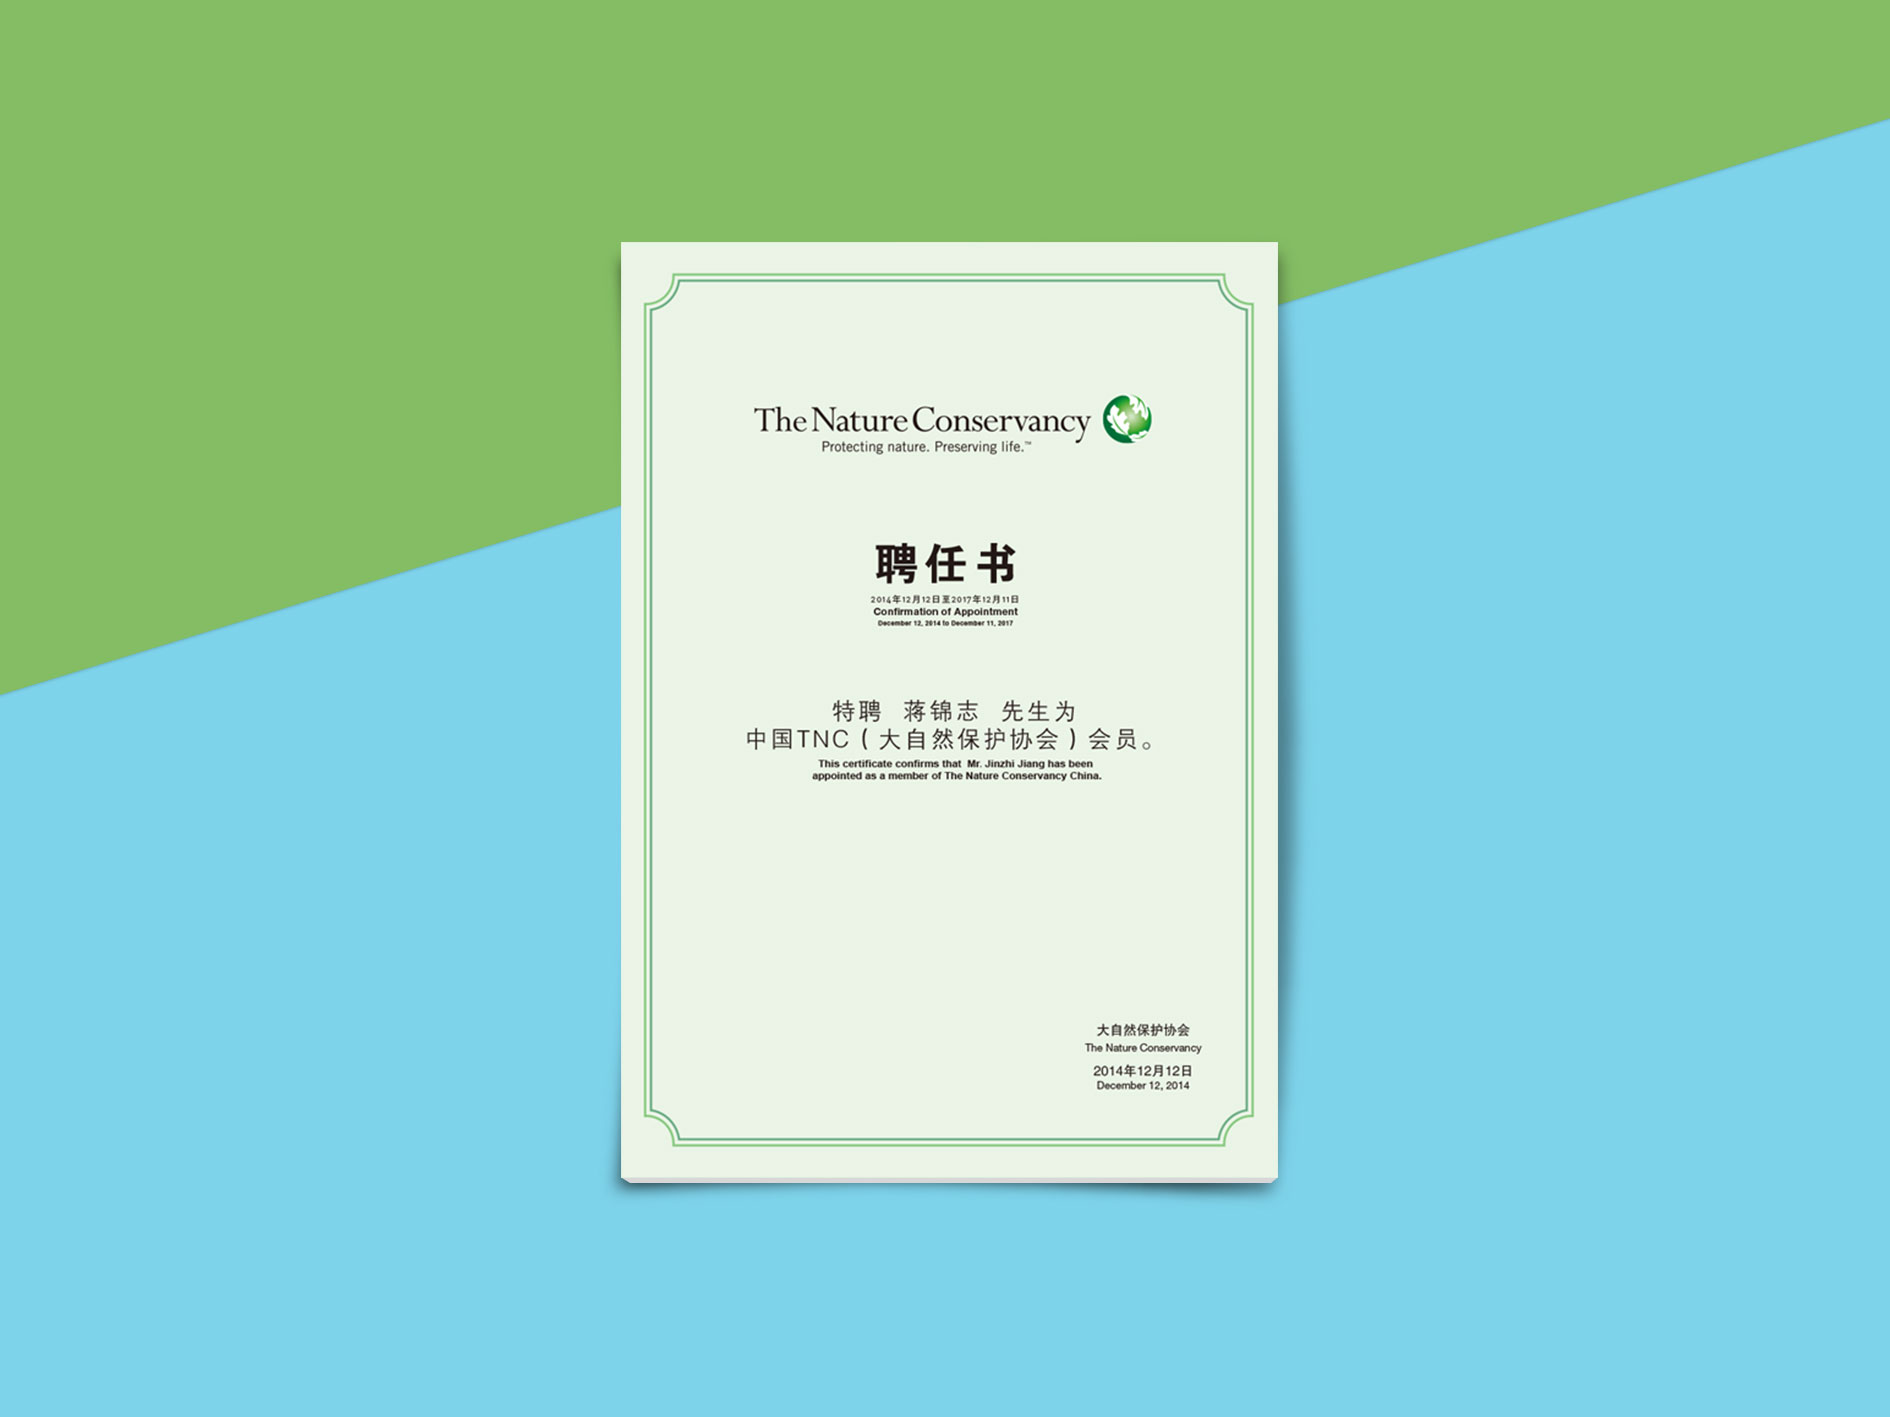 The Nature Conservancy
Protecting nature. Preserving life.™
聘任书
2014年12月12日至2017年12月11日
Confirmation of Appointment
December 12, 2014 to December 11, 2017
特聘 蒋锦志 先生为
中国TNC（大自然保护协会）会员。
This certificate confirms that Mr. Jinzhi Jiang has been
appointed as a member of The Nature Conservancy China.
大自然保护协会
The Nature Conservancy
2014年12月12日
December 12, 2014